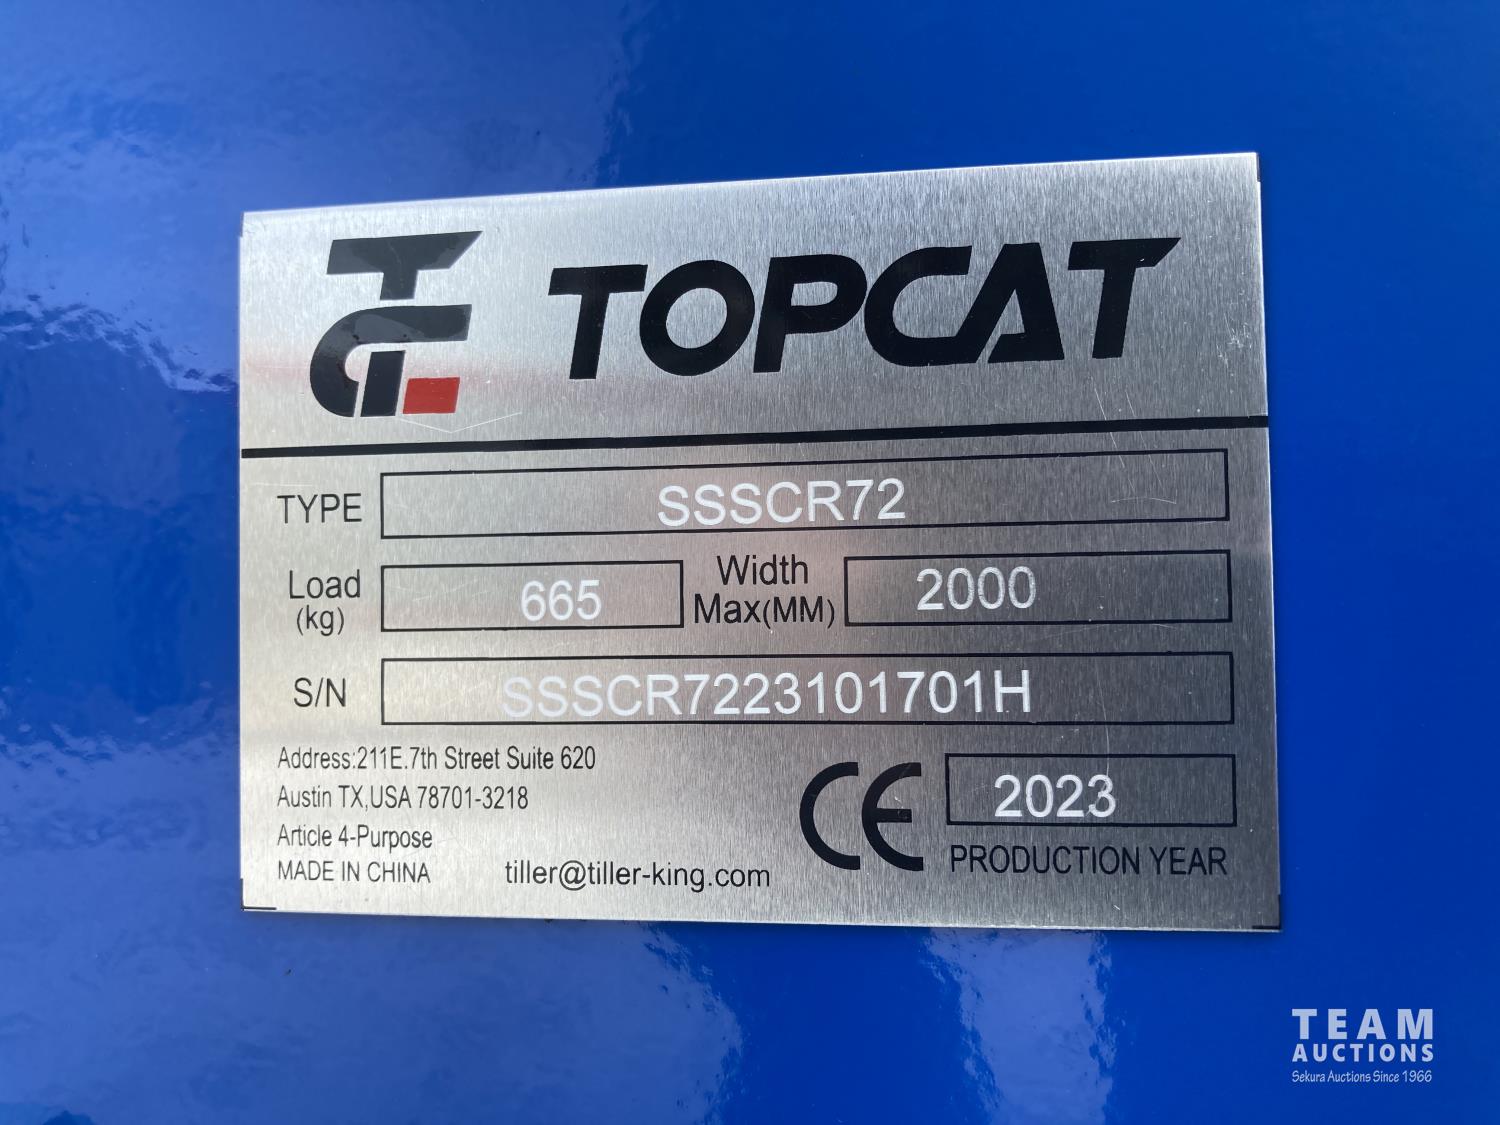 TOPCAT
TYPE SSSCR72
Load (kg) 665 Width Max(MM) 2000
S/N SSSCR7223101701H
Address:211E.7th Street Suite 620
Austin TX,USA 78701-3218
Article 4-Purpose
MADE IN CHINA
tiller@tiller-king.com
CE
2023
PRODUCTION YEAR
TEAM
AUCTIONS
Sekura Auctions Since 1966